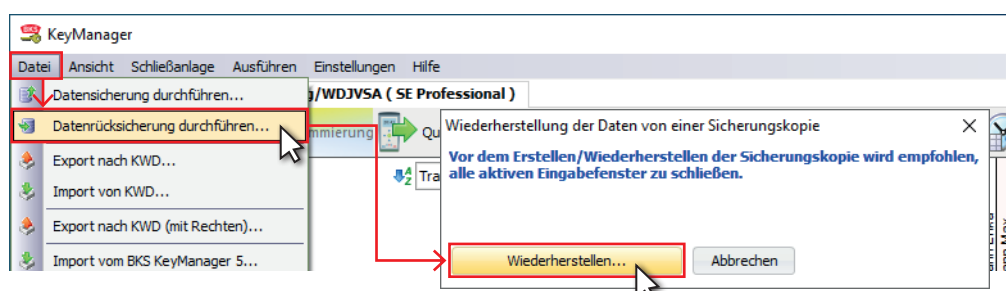 BKS KeyManager
Datei Ansicht Schließanlage Ausführen Einstellungen Hilfe
Datensicherung durchführen...
/WDJVSA ( SE Professional )
Datenrücksicherung durchführen...
mmierung
Qu
Export nach KWD...
Tra
Import von KWD...
Export nach KWD (mit Rechten)...
Import vom BKS KeyManager 5...
Wiederherstellung der Daten von einer Sicherungskopie
Vor dem Erstellen/Wiederherstellen der Sicherungskopie wird empfohlen,
alle aktiven Eingabefenster zu schließen.
Wiederherstellen... Abbrechen